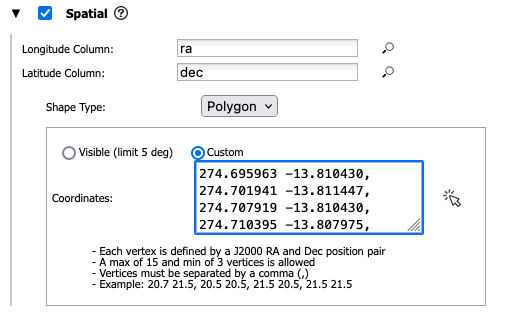 Spatial
Longitude Column: ra
Latitude Column: dec
Shape Type: Polygon
Visible (limit 5 deg) Custom
Coordinates:
274.695963 -13.810430,
274.701941 -13.811447,
274.707919 -13.810430,
274.710395 -13.807975,
- Each vertex is defined by a J2000 RA and Dec position pair
- A max of 15 and min of 3 vertices is allowed
- Vertices must be separated by a comma (,)
- Example: 20.7 21.5, 20.5 20.5, 21.5 20.5, 21.5 21.5